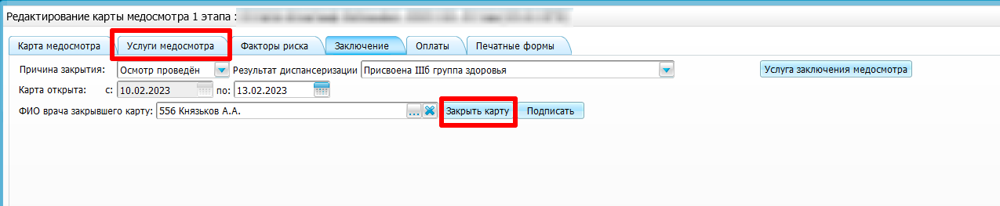 Редактирование карты медосмотра 1 этапа :
Карта медосмотра Услуги медосмотра Факторы риска Заключение Оплаты Печатные формы
Причина закрытия: Осмотр проведён Результат диспансеризации Присвоена IIIб группа здоровья Услуга заключения медосмотра
Карта открыта: с: 10.02.2023 по: 13.02.2023
ФИО врача закрывшего карту: 556 Князьков А.А. ... Закрыть карту Подписать